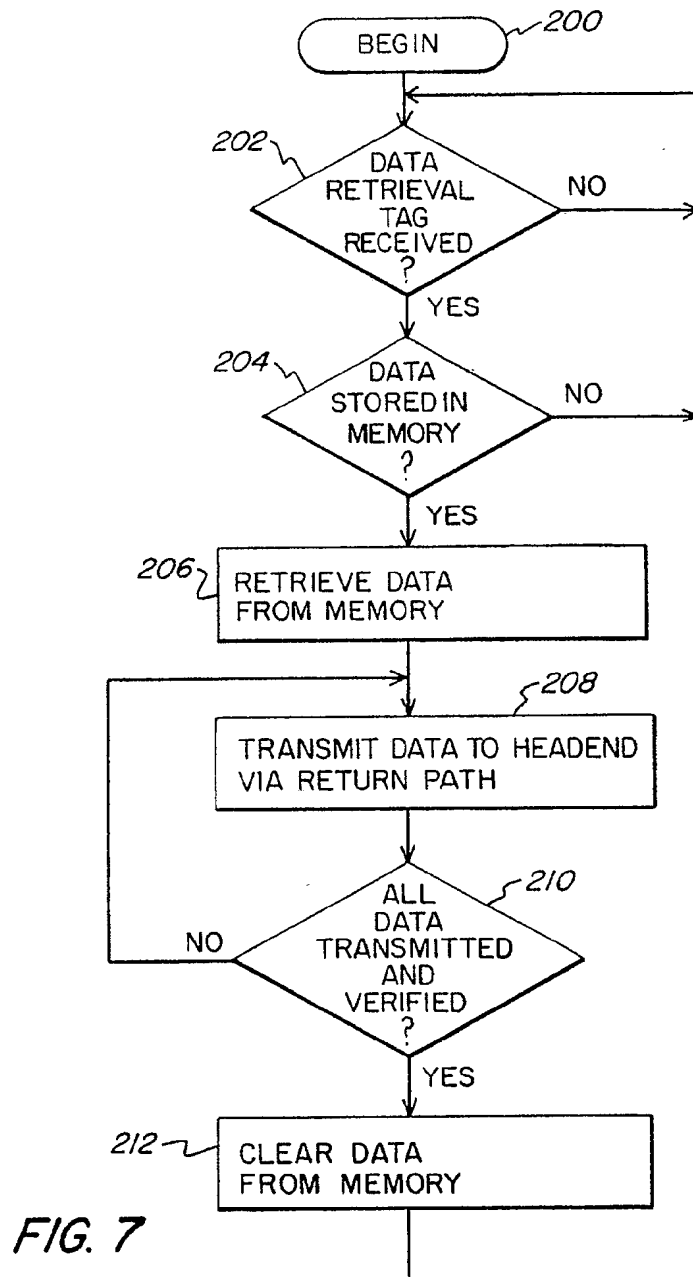 BEGIN
200
202
DATA
RETRIEVAL
TAG
RECEIVED
?
NO
YES
204
DATA
STORED IN
MEMORY
?
NO
YES
206
RETRIEVE DATA
FROM MEMORY
208
TRANSMIT DATA TO HEADEND
VIA RETURN PATH
210
ALL
DATA
TRANSMITTED
AND
VERIFIED
?
NO
YES
212
CLEAR DATA
FROM MEMORY
FIG. 7